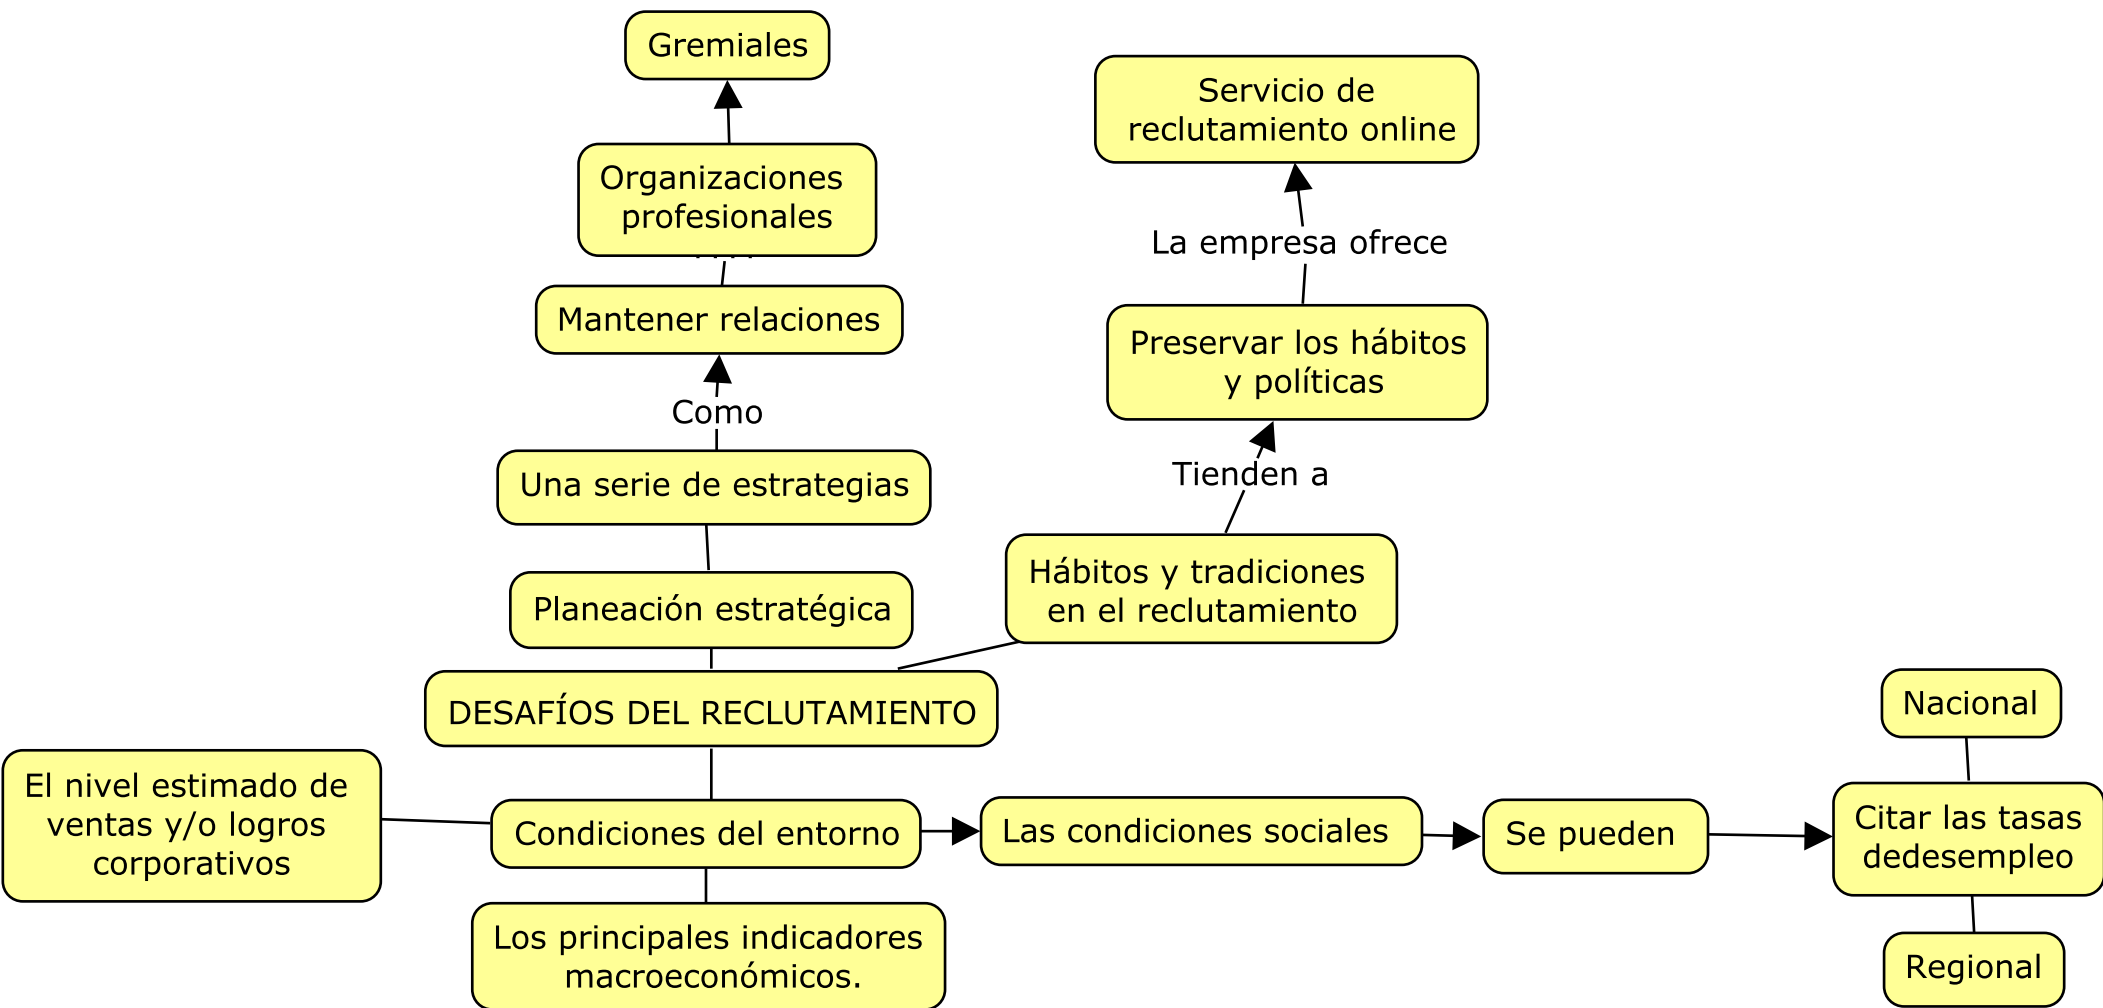 Gremiales
Servicio de
reclutamiento online
Organizaciones
profesionales
La empresa ofrece
Mantener relaciones
Preservar los hábitos
y políticas
Como
Tienden a
Una serie de estrategias
Hábitos y tradiciones
en el reclutamiento
Planeación estratégica
DESAFÍOS DEL RECLUTAMIENTO
Nacional
El nivel estimado de
ventas y/o logros
corporativos
Condiciones del entorno
Las condiciones sociales
Se pueden
Citar las tasas
dedesempleo
Los principales indicadores
macroeconómicos.
Regional